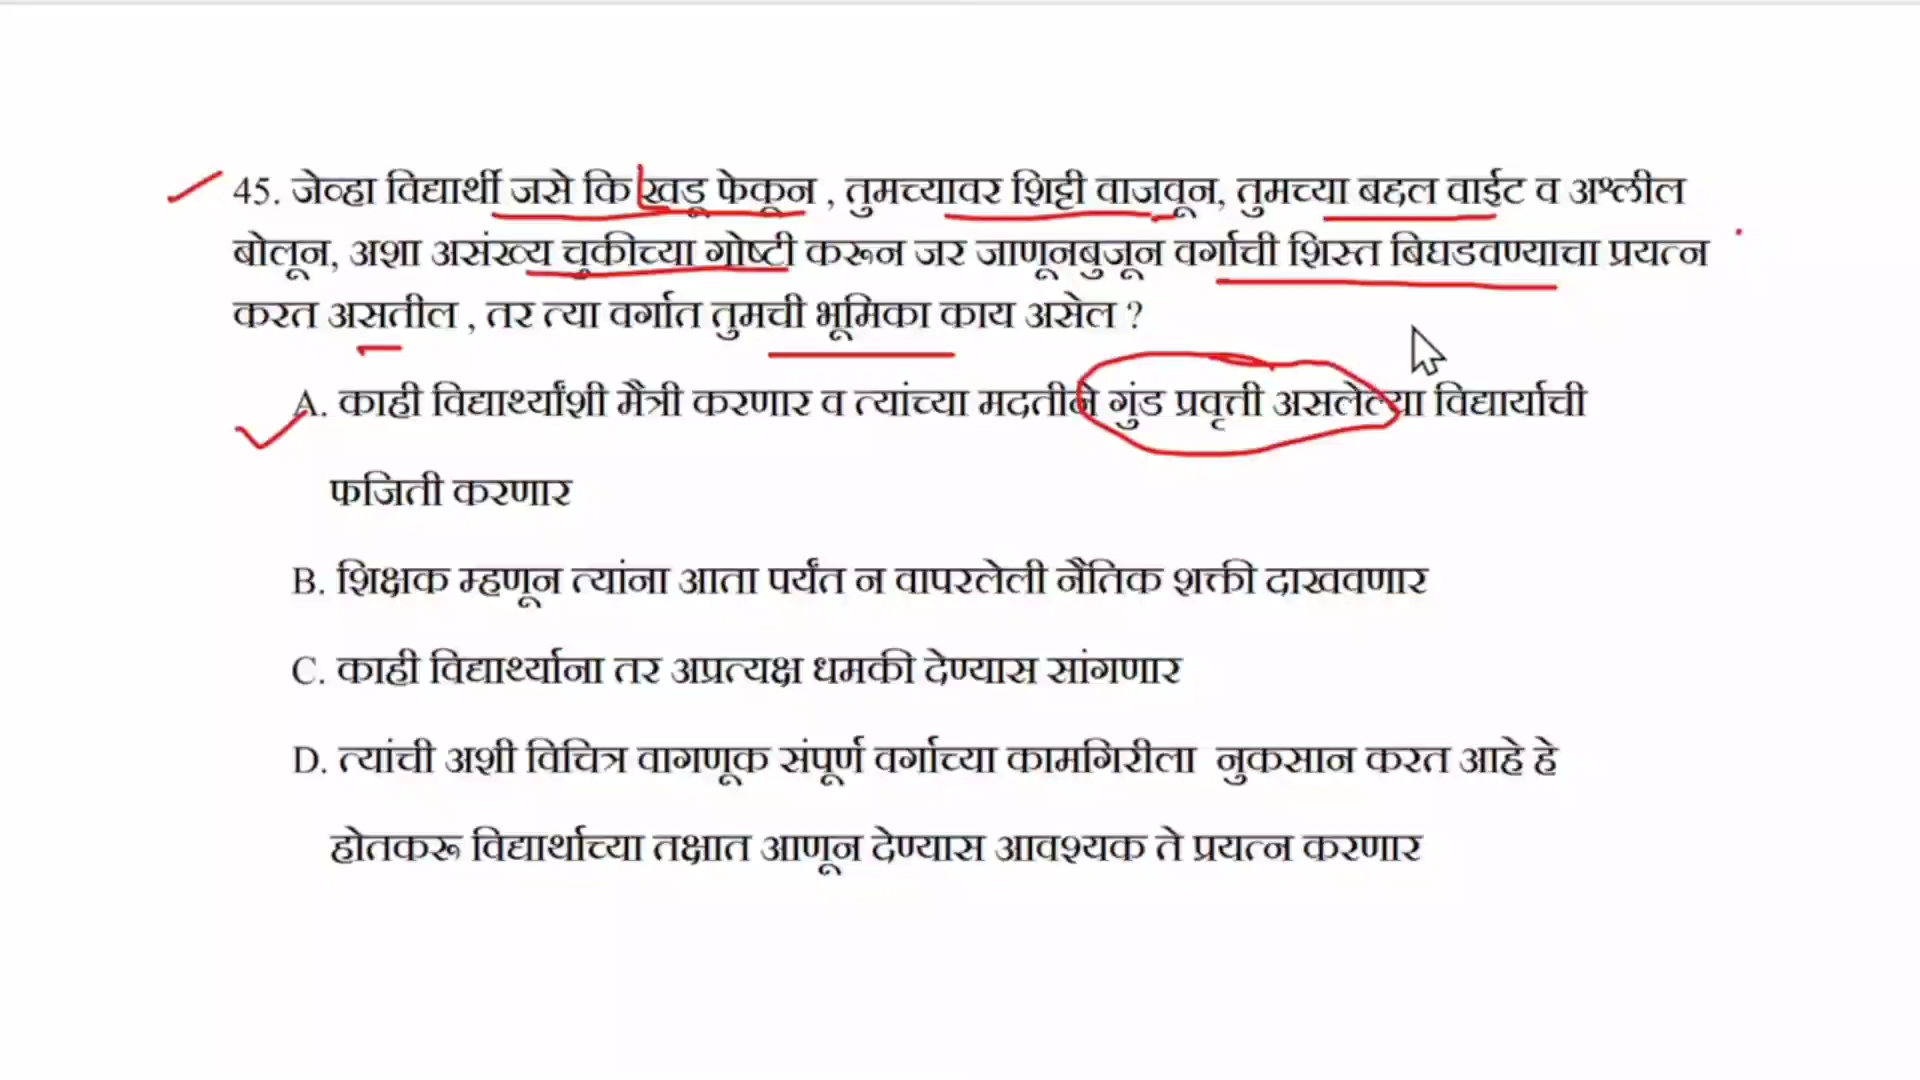 45. जेव्हा विद्यार्थी जसे कि खडू फेकून , तुमच्यावर शिट्टी वाजवून, तुमच्या बद्दल वाईट व अश्लील
बोलून, अशा असंख्य चुकीच्या गोष्टी करून जर जाणूनबुजून वर्गाची शिस्त बिघडवण्याचा प्रयत्न
करत असतील , तर त्या वर्गात तुमची भूमिका काय असेल ?
A. काही विद्यार्थ्यांशी मैत्री करणार व त्यांच्या मदतीने गुंड प्रवृत्ती असलेल्या विद्यार्याची
फजिती करणार
B. शिक्षक म्हणून त्यांना आता पर्यंत न वापरलेली नैतिक शक्ती दाखवणार
C. काही विद्यार्थ्याना तर अप्रत्यक्ष धमकी देण्यास सांगणार
D. त्यांची अशी विचित्र वागणूक संपूर्ण वर्गाच्या कामगिरीला नुकसान करत आहे हे
होतकरू विद्यार्थाच्या तक्षात आणून देण्यास आवश्यक ते प्रयत्न करणार